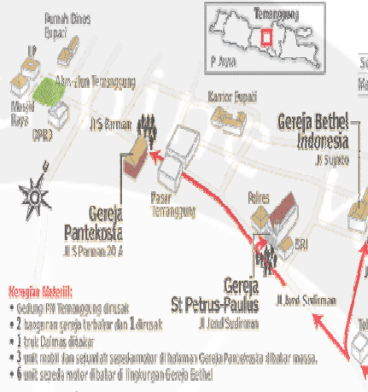 Rumah Dinas
Bupati
LP
Alun-alun Temanggung
Masjid
Raya
DPRD
Jl S Parman
Temanggung
P Jawa
Kantor Bupati
Gereja Bethel
Indonesia
Jl Supeno
Pasar
Temanggung
Polres
BRI
Gereja
Pantekosta
Jl S Parman 20 A
Gereja
St Petrus-Paulus
Jl Jend Sudirman
Jl Jend Sudirman
Kerugian Materiil:
• Gedung PN Temanggung dirusak
• 2 bangunan gereja terbakar dan 1 dirusak
• 1 truk Dalmas dibakar
• 3 unit mobil dan sejumlah sepeda motor di halaman Gereja Pantekosta dibakar massa.
• 6 unit sepeda motor dibakar di lingkungan Gereja Bethel